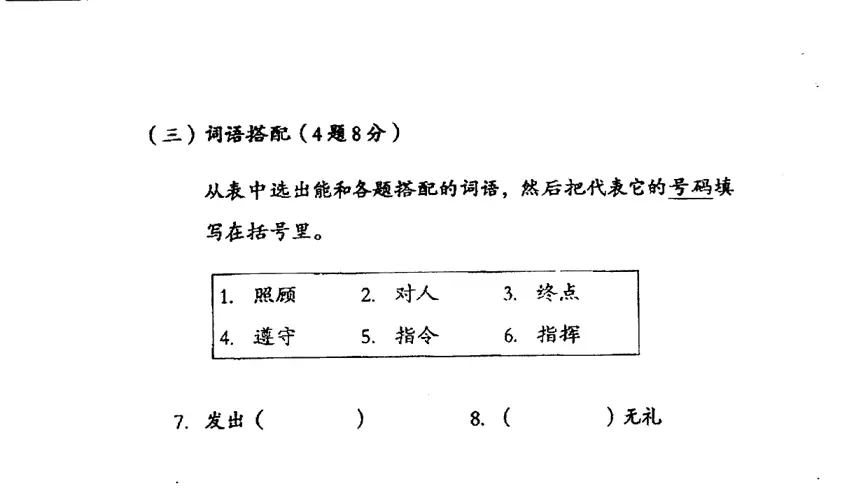 （三）词语搭配（4题8分）
从表中选出能和各题搭配的词语，然后把代表它的号码填
写在括号里。
1. 照顾 2. 对人 3. 终点
4. 遵守 5. 指令 6. 指挥
7. 发出（ ） 8. （ ）无礼